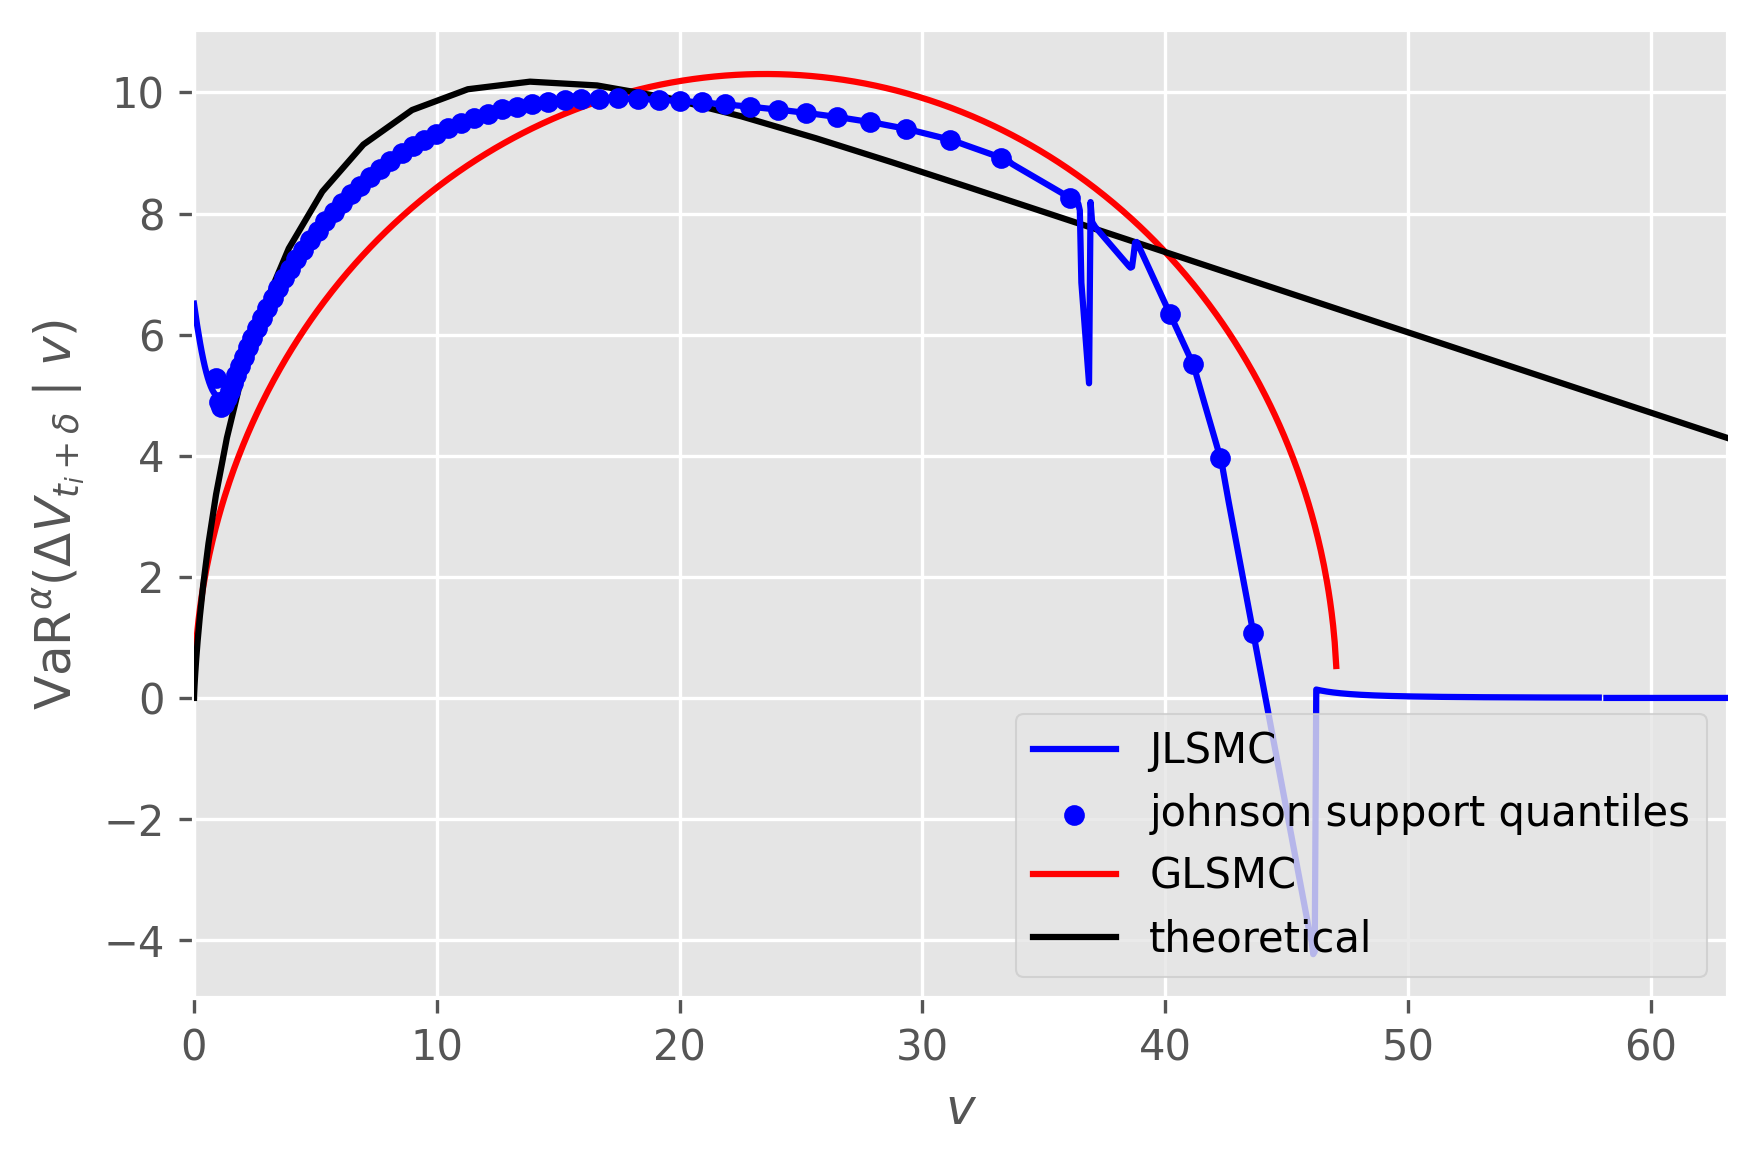 10
8
6
4
2
0
−2
−4
0 10 20 30 40 50 60
VaR^α(ΔV_{t_i+δ} | v)
v
JLSMC
johnson support quantiles
GLSMC
theoretical